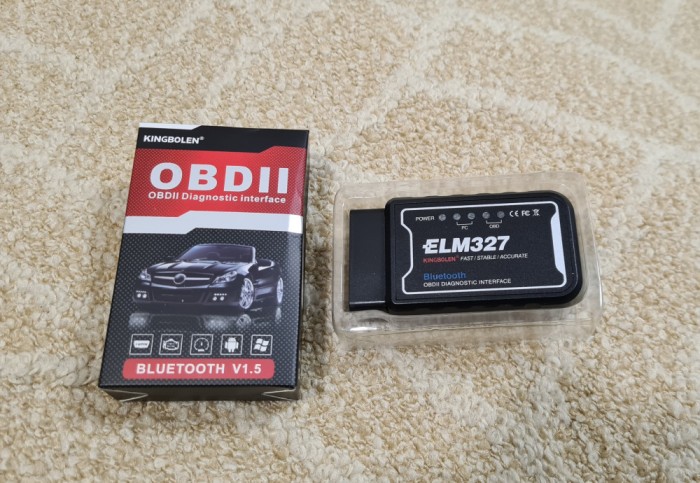 KINGBOLEN®
OBDII
OBDII Diagnostic interface
BLUETOOTH V1.5
POWER
PC
OBD
CE FC
ELM327
KINGBOLEN® FAST / STABLE / ACCURATE
Bluetooth
OBDII DIAGNOSTIC INTERFACE